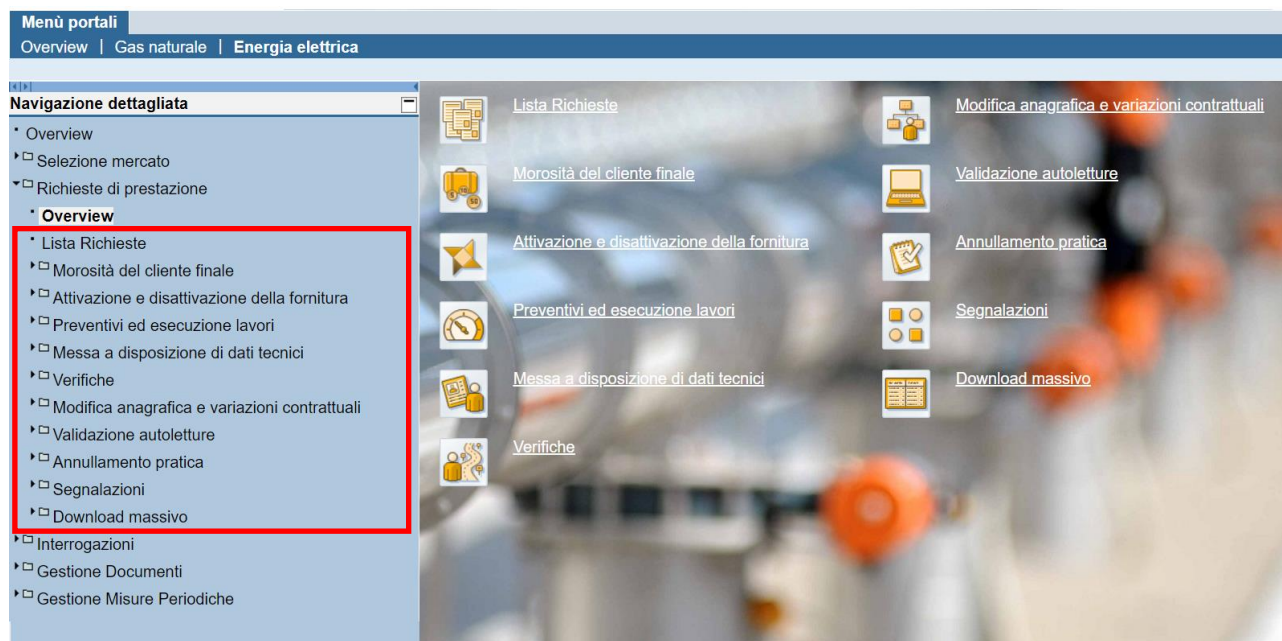 Menù portali
Overview | Gas naturale | Energia elettrica
Navigazione dettagliata
Overview
Selezione mercato
Richieste di prestazione
Overview
Lista Richieste
Morosità del cliente finale
Attivazione e disattivazione della fornitura
Preventivi ed esecuzione lavori
Messa a disposizione di dati tecnici
Verifiche
Modifica anagrafica e variazioni contrattuali
Validazione autoletture
Annullamento pratica
Segnalazioni
Download massivo
Interrogazioni
Gestione Documenti
Gestione Misure Periodiche
Lista Richieste
Morosità del cliente finale
Attivazione e disattivazione della fornitura
Preventivi ed esecuzione lavori
Messa a disposizione di dati tecnici
Verifiche
Modifica anagrafica e variazioni contrattuali
Validazione autoletture
Annullamento pratica
Segnalazioni
Download massivo